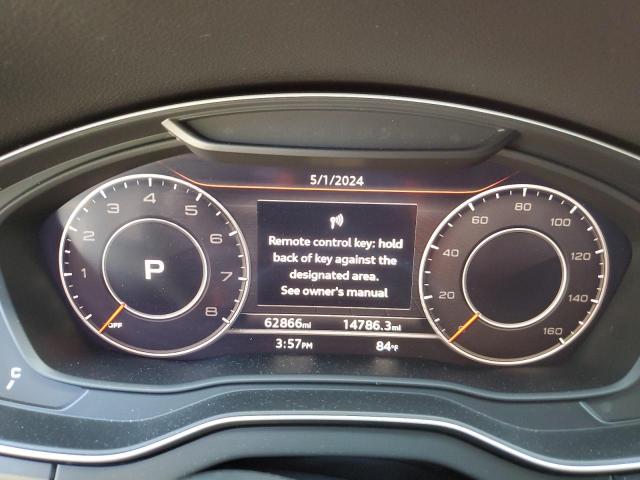 5/1/2024
Remote control key: hold
back of key against the
designated area.
See owner's manual
62866mi 14786.3mi
3:57PM 84°F
1 2 3 4 5 6 7 8
P
OFF
0 20 40 60 80 100 120 140 160
C